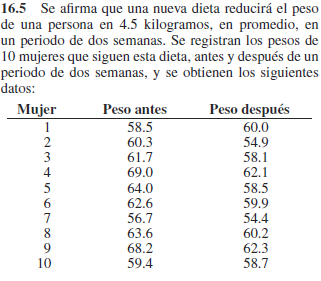 16.5 Se afirma que una nueva dieta reducirá el peso
de una persona en 4.5 kilogramos, en promedio, en
un periodo de dos semanas. Se registran los pesos de
10 mujeres que siguen esta dieta, antes y después de un
periodo de dos semanas, y se obtienen los siguientes
datos:
Mujer Peso antes Peso después
1 58.5 60.0
2 60.3 54.9
3 61.7 58.1
4 69.0 62.1
5 64.0 58.5
6 62.6 59.9
7 56.7 54.4
8 63.6 60.2
9 68.2 62.3
10 59.4 58.7